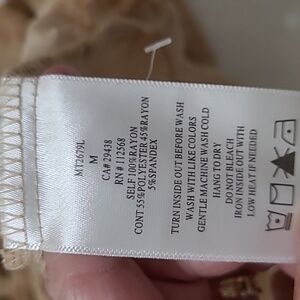 MT2679L
M
CA# 29438
RN # 112568
SELF 100%RAYON
CONT 55%POLYESTER 45%RAYON
5%SPANDEX
TURN INSIDE OUT BEFORE WASH
WASH WITH LIKE COLORS
GENTLE MACHINE WASH COLD
HANG TO DRY
DO NOT BLEACH
IRON INSIDE OUT WITH
LOW HEAT IF NEEDED